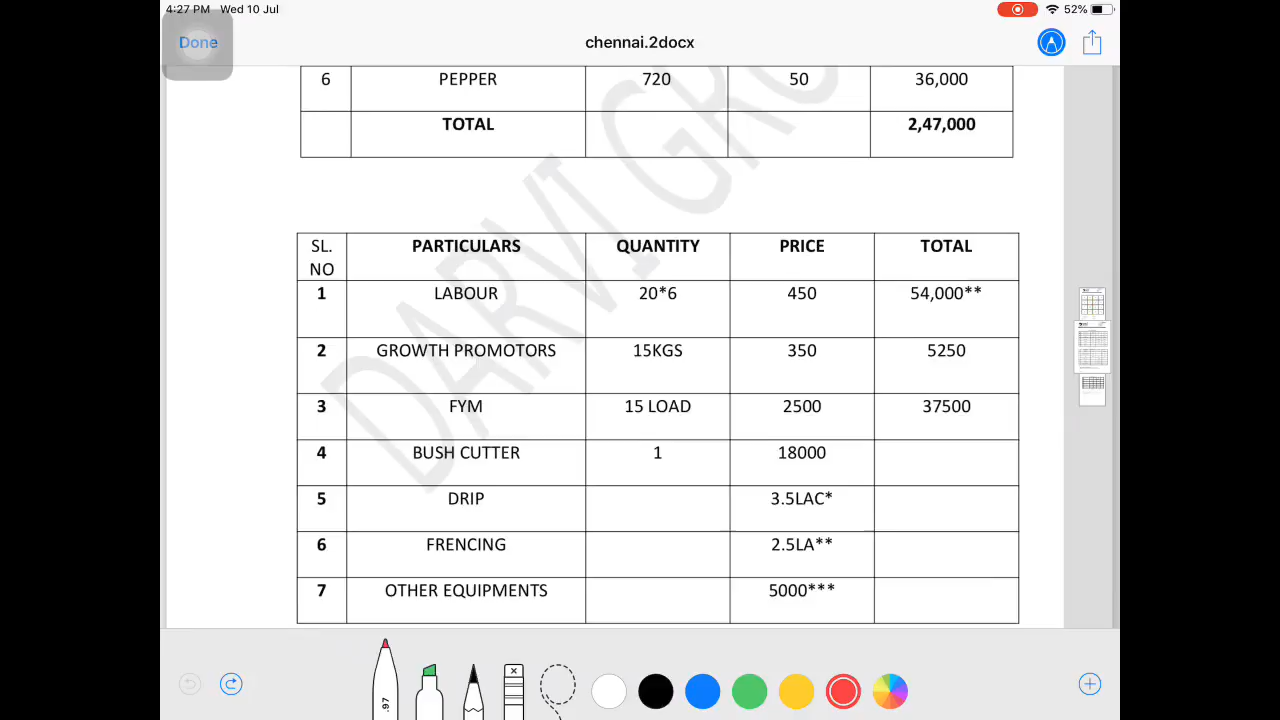 4:27 PM Wed 10 Jul 52%
Done chennai.2docx
6 PEPPER 720 50 36,000
TOTAL 2,47,000
DARVI GRO
SL. NO PARTICULARS QUANTITY PRICE TOTAL
1 LABOUR 20*6 450 54,000**
2 GROWTH PROMOTORS 15KGS 350 5250
3 FYM 15 LOAD 2500 37500
4 BUSH CUTTER 1 18000
5 DRIP 3.5LAC*
6 FRENCING 2.5LA**
7 OTHER EQUIPMENTS 5000***
.97